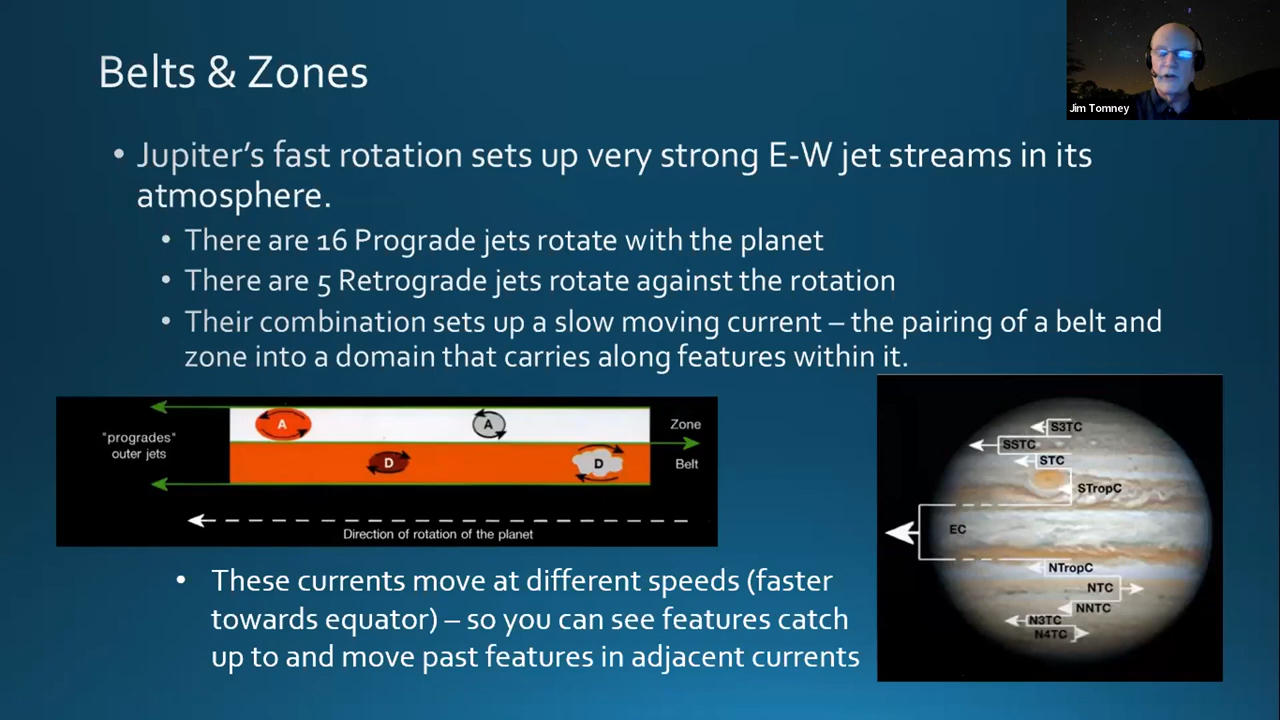 Belts & Zones
Jim Tomney
• Jupiter's fast rotation sets up very strong E-W jet streams in its
atmosphere.
• There are 16 Prograde jets rotate with the planet
• There are 5 Retrograde jets rotate against the rotation
• Their combination sets up a slow moving current – the pairing of a belt and
zone into a domain that carries along features within it.
"progrades"
outer jets
A
A
Zone
D
D
Belt
Direction of rotation of the planet
S3TC
SSTC
STC
STropC
EC
NTropC
NTC
NNTC
N3TC
N4TC
• These currents move at different speeds (faster
towards equator) – so you can see features catch
up to and move past features in adjacent currents